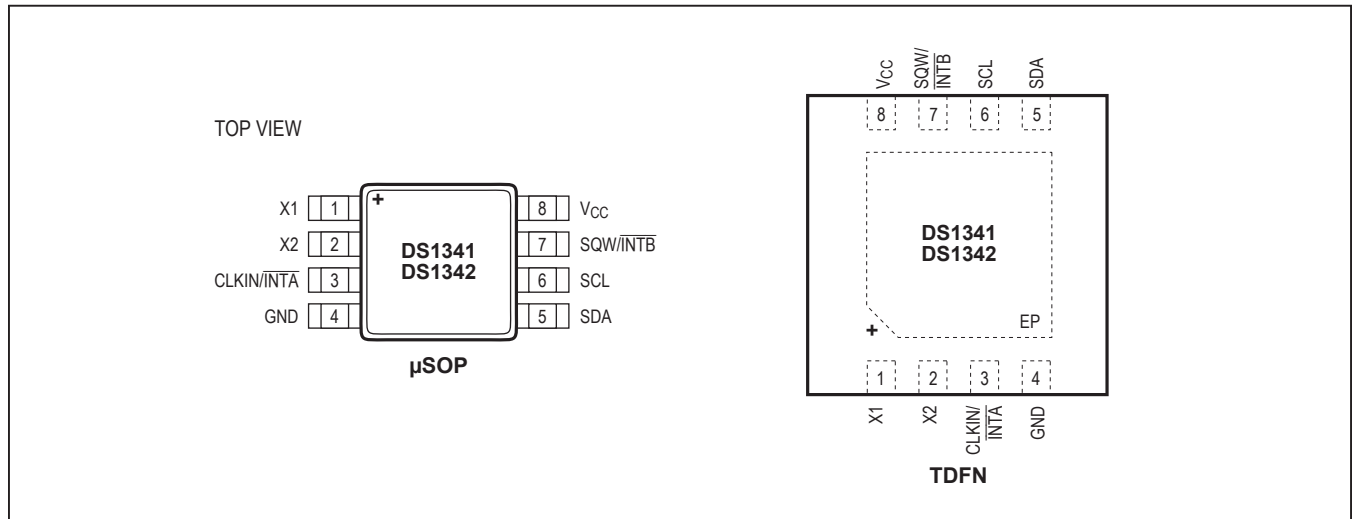 TOP VIEW
X1 1
X2 2
CLKIN/INTA 3
GND 4
+
DS1341
DS1342
8 VCC
7 SQW/INTB
6 SCL
5 SDA
µSOP
VCC
SQW/
INTB
SCL
SDA
8 7 6 5
DS1341
DS1342
EP
+
1 2 3 4
X1
X2
CLKIN/
INTA
GND
TDFN